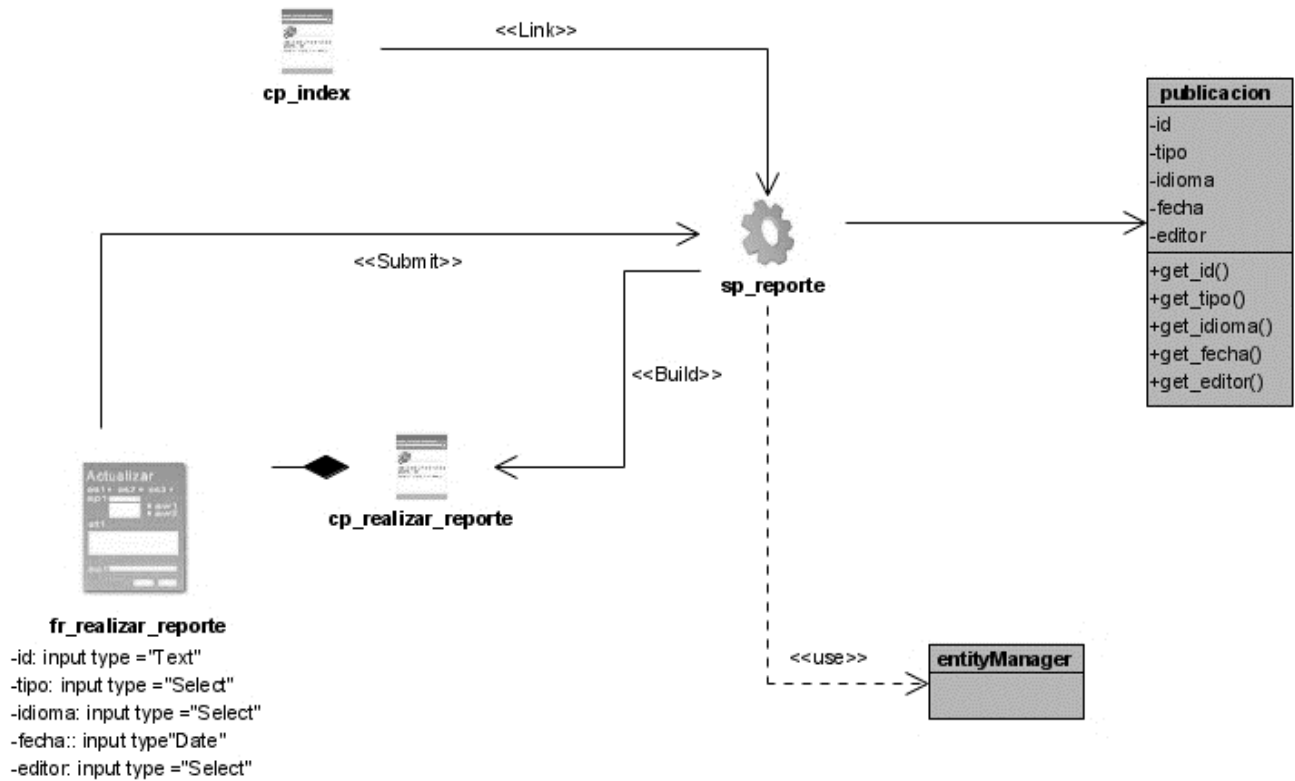 <<Link>>
cp_index
publicacion
-id
-tipo
-idioma
-fecha
-editor
+get_id()
+get_tipo()
+get_idioma()
+get_fecha()
+get_editor()
<<Submit>>
sp_reporte
<<Build>>
Actualizar
cp_realizar_reporte
fr_realizar_reporte
-id: input type ="Text"
-tipo: input type ="Select"
-idioma: input type ="Select"
-fecha:: input type"Date"
-editor: input type ="Select"
<<use>>
entityManager